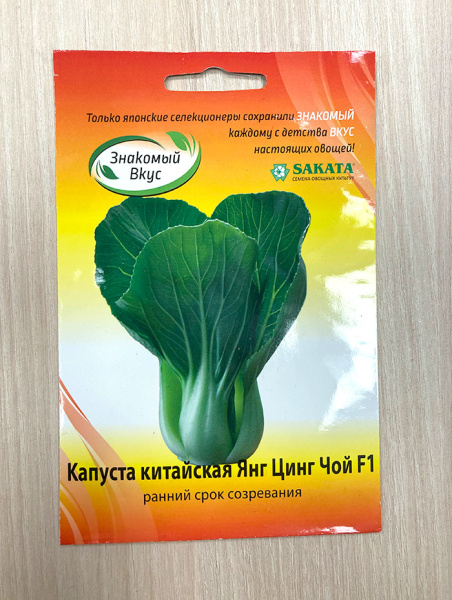 Только японские селекционеры сохранили ЗНАКОМЫЙ
каждому с детства ВКУС
настоящих овощей!
Знакомый
Вкус
SAKATA
СЕМЕНА ОВОЩНЫХ КУЛЬТУР
Капуста китайская Янг Цинг Чой F1
ранний срок созревания